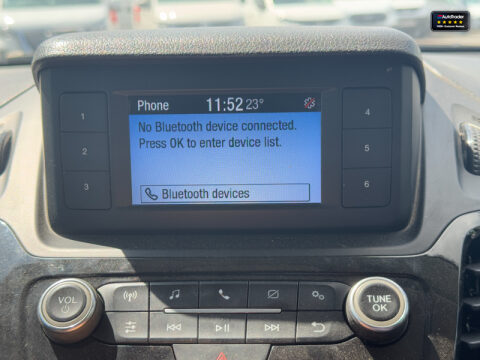 AutoTrader
Phone 11:52 23°
No Bluetooth device connected.
Press OK to enter device list.
Bluetooth devices
1
2
3
4
5
6
VOL
TUNE
OK